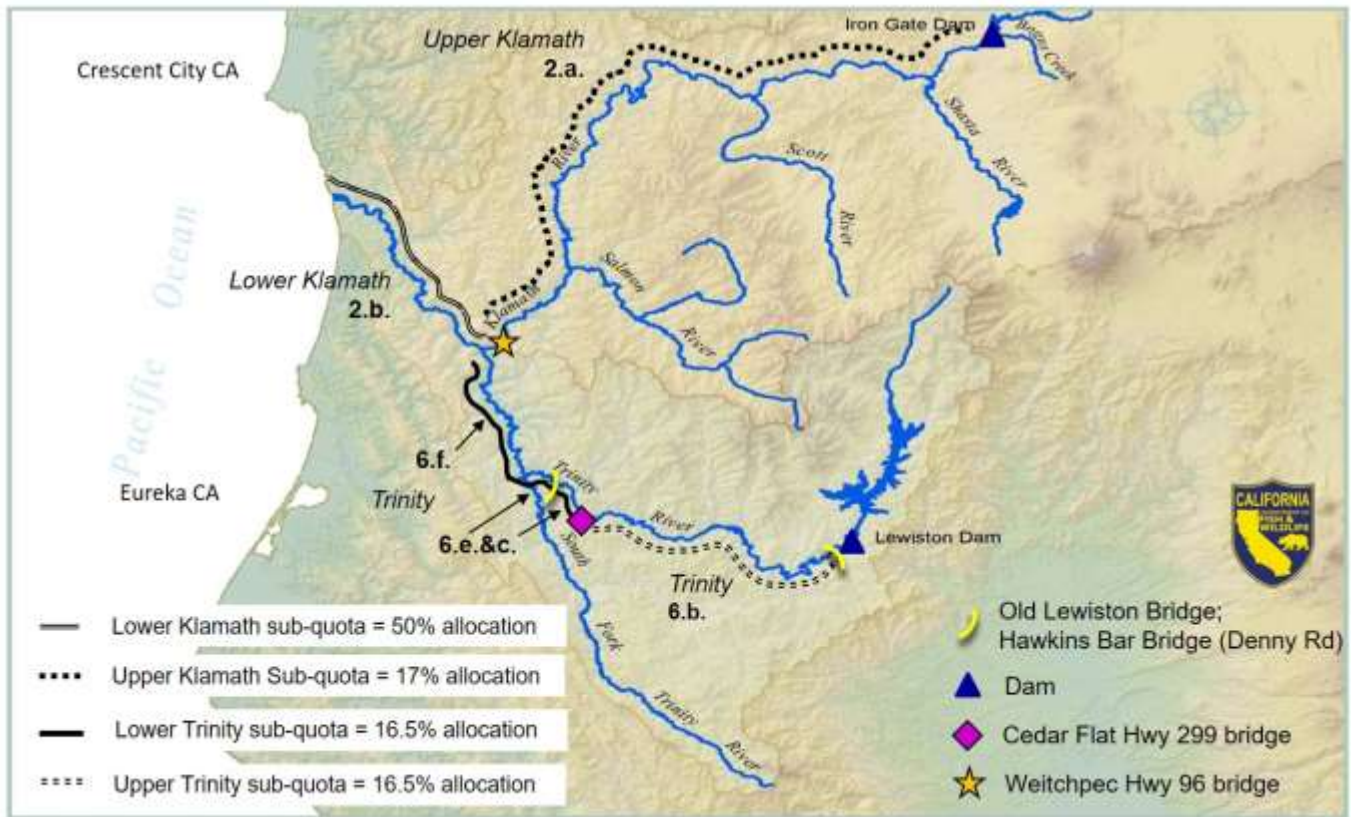 Iron Gate Dam
Bogus Creek
Upper Klamath
2.a.
Crescent City CA
Shasta
River
River
Scott
River
Pacific Ocean
Salmon
River
Lower Klamath
2.b.
Klamath
6.f.
Trinity
Eureka CA
Trinity
River
6.e.&c.
South
Lewiston Dam
Trinity
6.b.
Fork
Trinity
River
CALIFORNIA
FISH &
WILDLIFE
Lower Klamath sub-quota = 50% allocation
Upper Klamath Sub-quota = 17% allocation
Lower Trinity sub-quota = 16.5% allocation
Upper Trinity sub-quota = 16.5% allocation
Old Lewiston Bridge;
Hawkins Bar Bridge (Denny Rd)
Dam
Cedar Flat Hwy 299 bridge
Weitchpec Hwy 96 bridge